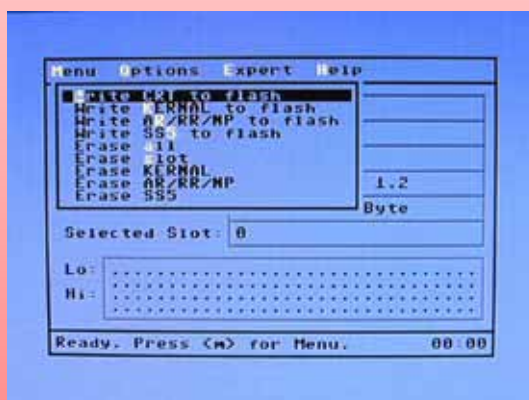 Menu Options Expert Help
Write CRT to flash
Write KERNAL to flash
Write AR/RR/NP to flash
Write SS5 to flash
Erase all
Erase slot
Erase KERNAL
Erase AR/RR/NP
Erase SS5
1.2
Byte
Selected Slot: 0
Lo:
Hi:
Ready. Press <m> for Menu. 00:00